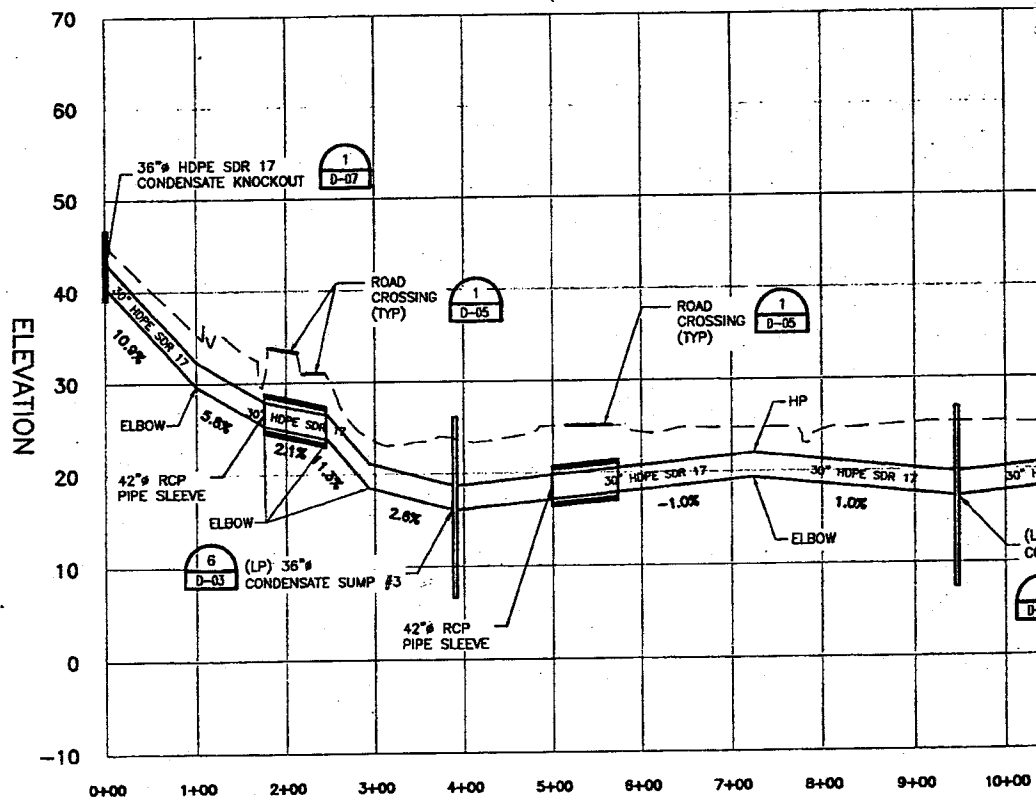 70
60
50
40
30
20
10
0
-10
ELEVATION
36"ø HDPE SDR 17
CONDENSATE KNOCKOUT
1
D-07
30" HDPE SDR 17
10.9%
ELBOW
5.8%
42"ø RCP
PIPE SLEEVE
30" HDPE SDR 17
2.1%
11.3%
ELBOW
ROAD
CROSSING
(TYP)
1
D-05
2.6%
6
D-03
(LP) 36"ø
CONDENSATE SUMP #3
42"ø RCP
PIPE SLEEVE
ROAD
CROSSING
(TYP)
1
D-05
30" HDPE SDR 17
-1.0%
HP
ELBOW
30" HDPE SDR 17
1.0%
30" H
(L
CO
D-
0+00
1+00
2+00
3+00
4+00
5+00
6+00
7+00
8+00
9+00
10+00